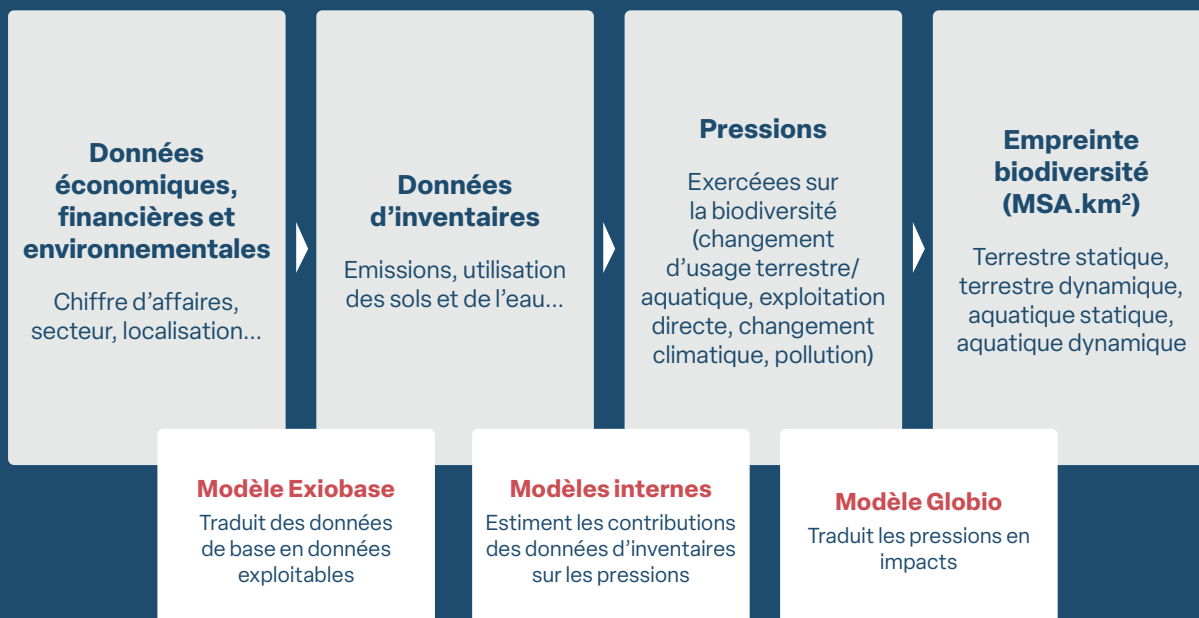 Données
économiques,
financières et
environnementales
Chiffre d'affaires,
secteur, localisation...
Données
d'inventaires
Emissions, utilisation
des sols et de l'eau...
Pressions
Exercéees sur
la biodiversité
(changement
d'usage terrestre/
aquatique, exploitation
directe, changement
climatique, pollution)
Empreinte
biodiversité
(MSA.km²)
Terrestre statique,
terrestre dynamique,
aquatique statique,
aquatique dynamique
Modèle Exiobase
Traduit des données
de base en données
exploitables
Modèles internes
Estiment les contributions
des données d'inventaires
sur les pressions
Modèle Globio
Traduit les pressions en
impacts